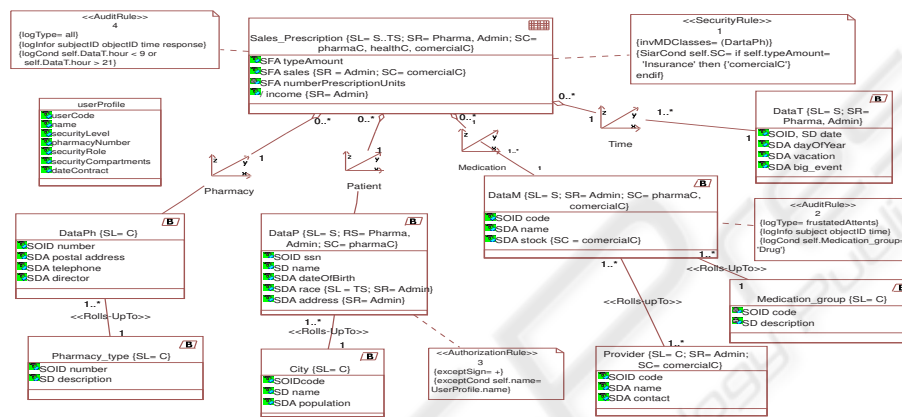 <<AuditRule>>
4
{logType= all}
{logInfor subjectID objectID time response}
{logCond self.DataT.hour < 9 or
self.DataT.hour > 21}
Sales_Prescription {SL= S..TS; SR= Pharma, Admin; SC=
pharmaC, healthC, comercialC}
SFA typeAmount
SFA sales {SR = Admin; SC= comercialC}
SFA numberPrescriptionUnits
/ income {SR= Admin}
<<SecurityRule>>
1
{invMDClasses= (DartaPh)}
{SiarCond self.SC= if self.typeAmount=
'Insurance' then {'comercialC'}
endif}
userProfile
userCode
name
securityLevel
pharmacyNumber
securityRole
securityCompartments
dateContract
B
DataT {SL= S; SR=
Pharma, Admin}
SOID, SD date
SDA dayOfYear
SDA vacation
SDA big_event
0..*
0..*
0..*
0..*
1
1
1..*
1
1..*
1
z
y
x
Pharmacy
z
y
x
Patient
z
y
x
Medication
z
y
x
Time
B
DataPh {SL= C}
SOID number
SDA postal address
SDA telephone
SDA director
B
DataP {SL= S; RS= Pharma,
Admin; SC= pharmaC}
SOID ssn
SD name
SDA dateOfBirth
SDA race {SL = TS; SR= Admin}
SDA address {SR= Admin}
B
DataM {SL= S; SR= Admin; SC= pharmaC,
comercialC}
SOID code
SDA name
SDA stock {SC = comercialC}
<<AuditRule>>
2
{logType= frustatedAttents}
{logInfo subjectID objectID time}
{logCond self.Medication_group=
'Drug'}
1..*
<<Rolls-UpTo>>
1
1..*
<<Rolls-UpTo>>
1
1..*
<<Rolls-upTo>>
1..*
1..*
<<Rolls-UpTo>>
1
B
Pharmacy_type {SL= C}
SOID number
SD description
B
City {SL= C}
SOIDcode
SD name
SDA population
<<AuthorizationRule>>
3
{exceptSign= +}
{exceptCond self.name=
UserProfile.name}
B
Provider {SL= C; SR= Admin;
SC= comercialC}
SOID code
SDA name
SDA contact
B
Medication_group {SL= C}
SOID code
SD description